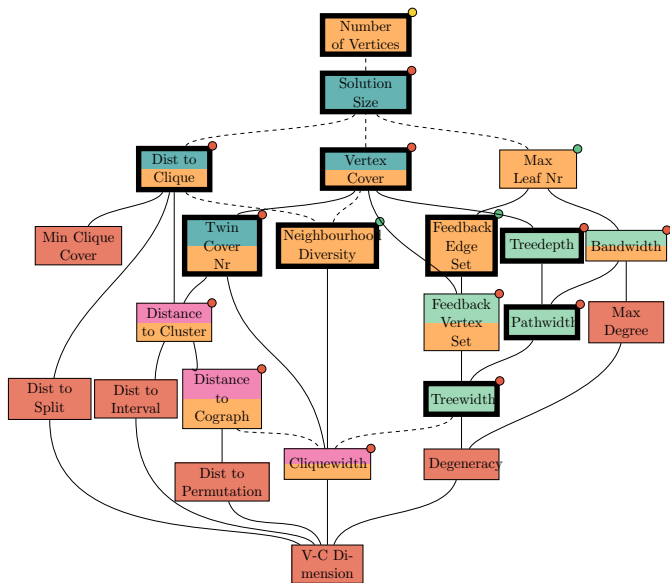 Number
of Vertices
Solution
Size
Dist to
Clique
Vertex
Cover
Max
Leaf Nr
Min Clique
Cover
Twin
Cover
Nr
Neighbourhood
Diversity
Feedback
Edge
Set
Treedepth
Bandwidth
Distance
to Cluster
Feedback
Vertex
Set
Pathwidth
Max
Degree
Dist to
Split
Dist to
Interval
Distance
to
Cograph
Treewidth
Cliquewidth
Degeneracy
Dist to
Permutation
V-C Di-
mension